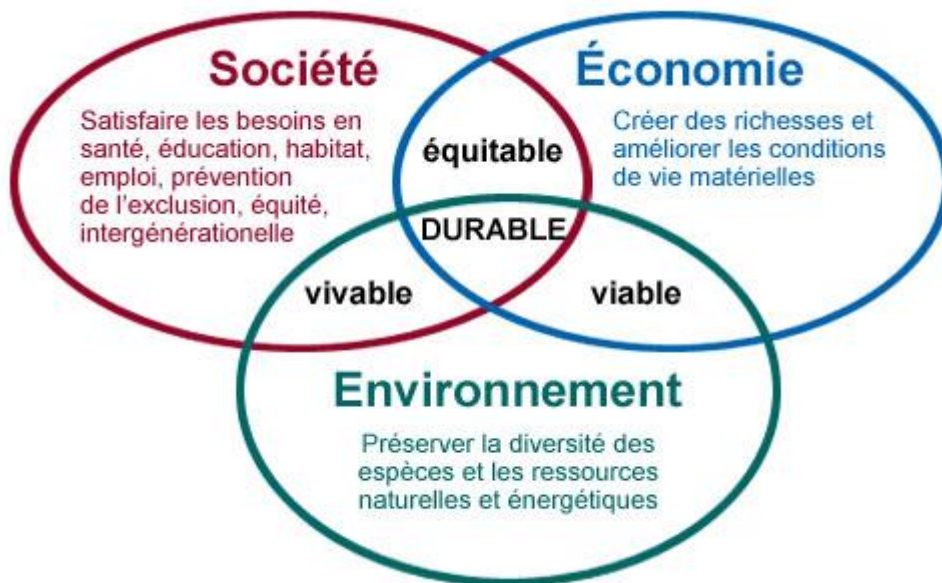 Société
Satisfaire les besoins en
santé, éducation, habitat,
emploi, prévention
de l'exclusion, équité,
intergénérationelle
Économie
Créer des richesses et
améliorer les conditions
de vie matérielles
équitable
DURABLE
vivable
viable
Environnement
Préserver la diversité des
espèces et les ressources
naturelles et énergétiques